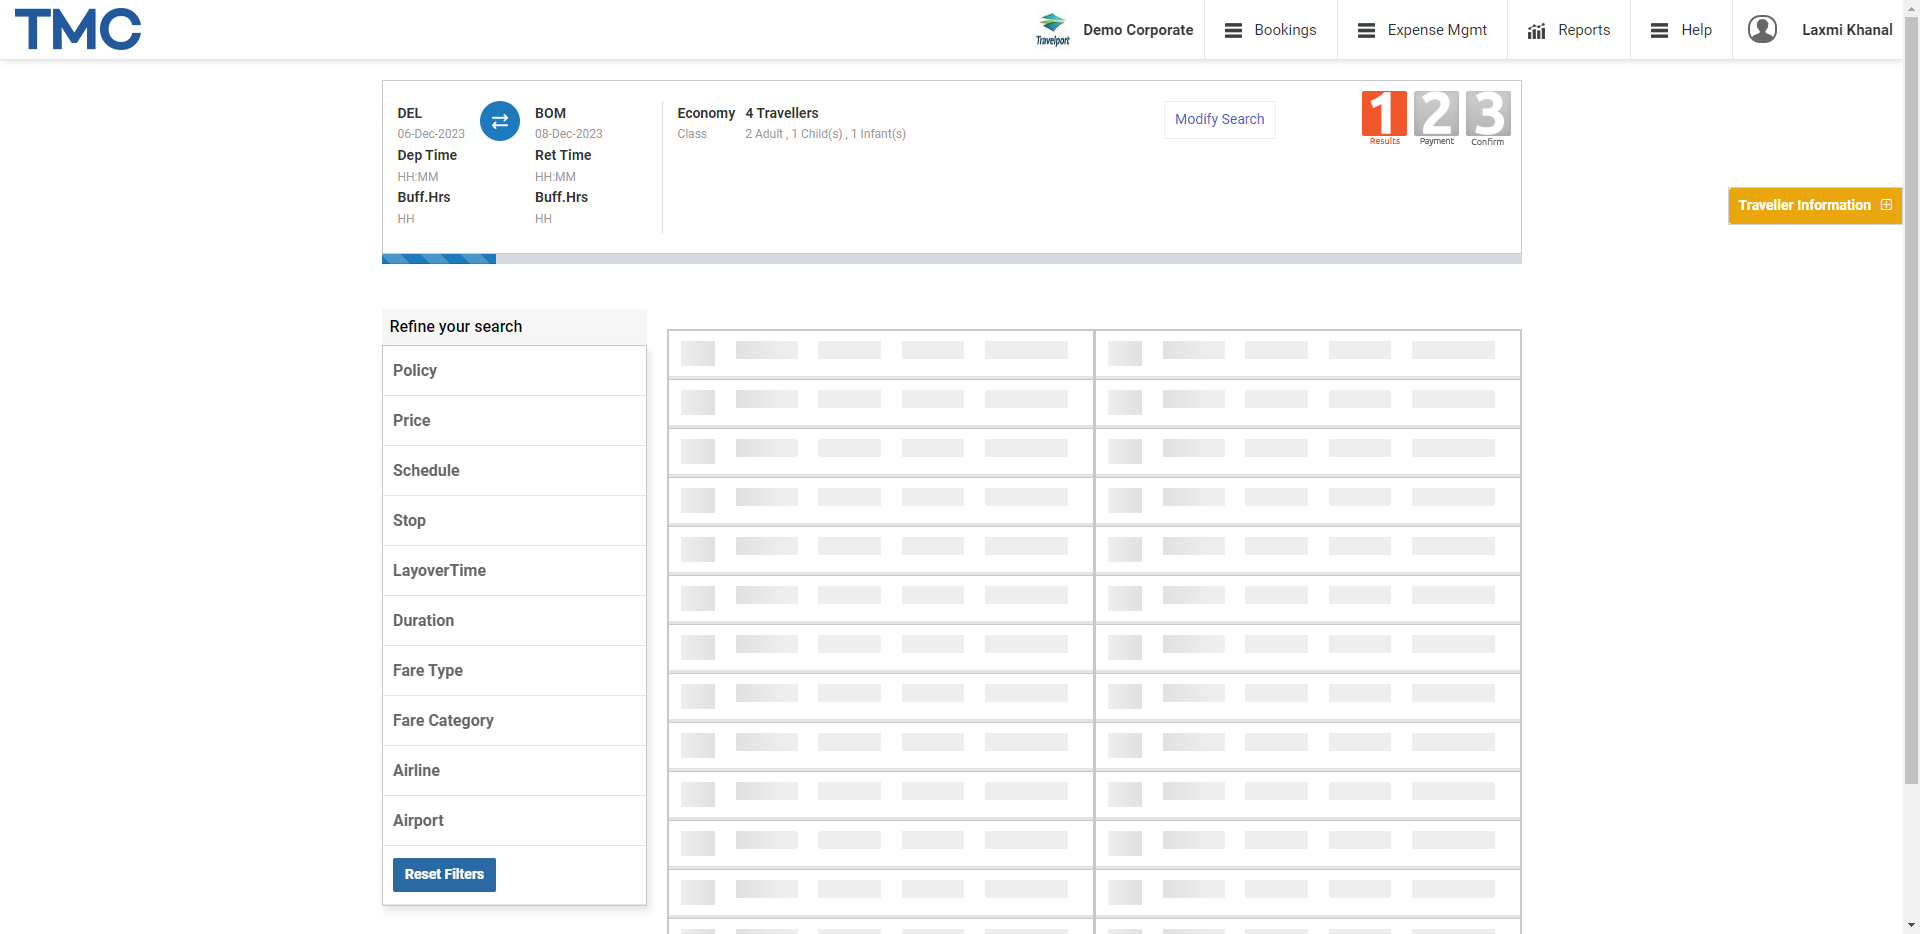 TMC
Travelport
Demo Corporate
Bookings
Expense Mgmt
Reports
Help
Laxmi Khanal
DEL
06-Dec-2023
Dep Time
HH:MM
Buff.Hrs
HH
BOM
08-Dec-2023
Ret Time
HH:MM
Buff.Hrs
HH
Economy
Class
4 Travellers
2 Adult , 1 Child(s) , 1 Infant(s)
Modify Search
1
Results
2
Payment
3
Confirm
Traveller Information
Refine your search
Policy
Price
Schedule
Stop
LayoverTime
Duration
Fare Type
Fare Category
Airline
Airport
Reset Filters